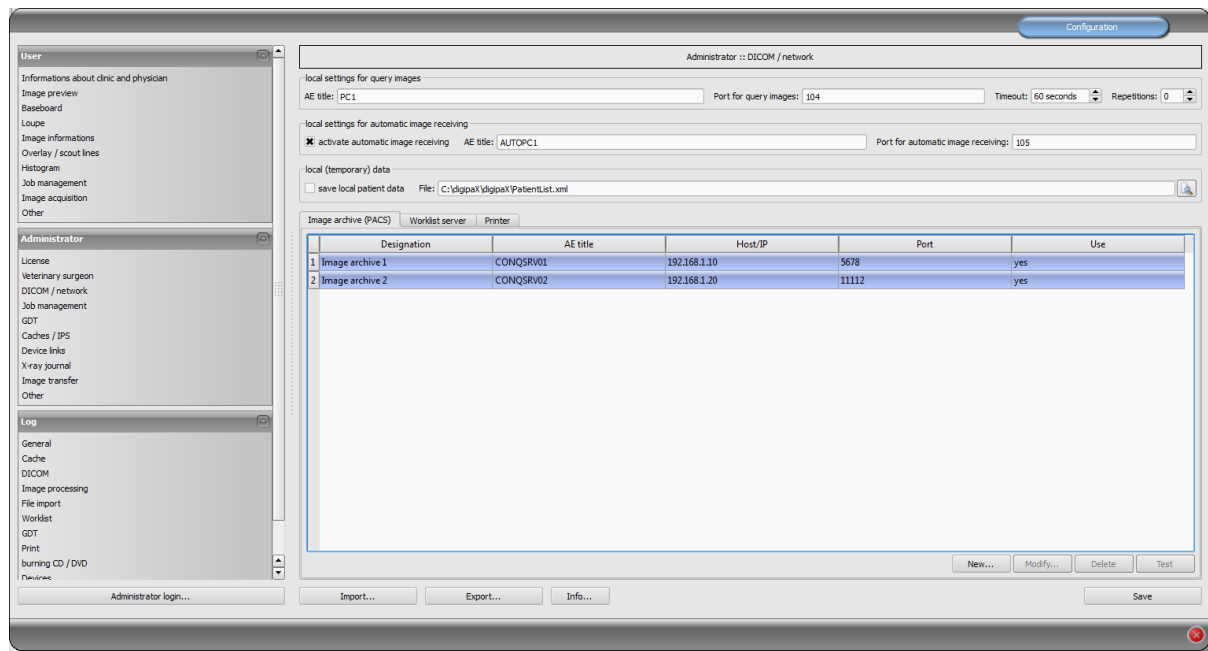 Configuration
User
Informations about clinic and physician
Image preview
Baseboard
Loupe
Image informations
Overlay / scout lines
Histogram
Job management
Image acquisition
Other
Administrator
License
Veterinary surgeon
DICOM / network
Job management
GDT
Caches / IPS
Device links
X-ray journal
Image transfer
Other
Log
General
Cache
DICOM
Image processing
File import
Worklist
GDT
Print
burning CD / DVD
Devices
Administrator login...
Administrator :: DICOM / network
local settings for query images
AE title: PC1 Port for query images: 104 Timeout: 60 seconds Repetitions: 0
local settings for automatic image receiving
activate automatic image receiving AE title: AUTOPC1 Port for automatic image receiving: 105
local (temporary) data
save local patient data File: C:\digipaX\digipaX\PatientList.xml
Image archive (PACS) Worklist server Printer
Designation AE title Host/IP Port Use
1 Image archive 1 CONQSRV01 192.168.1.10 5678 yes
2 Image archive 2 CONQSRV02 192.168.1.20 11112 yes
New... Modify... Delete Test
Import... Export... Info... Save